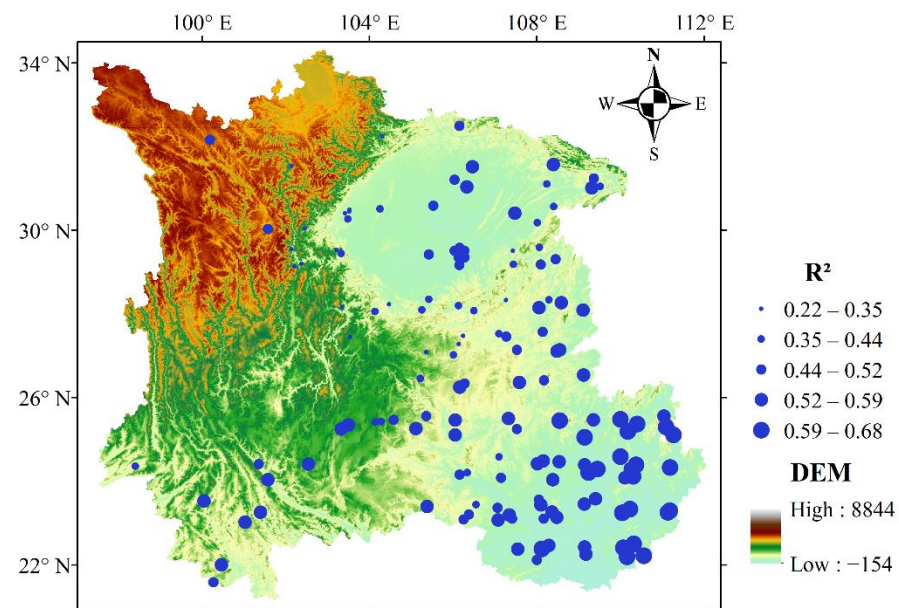 100° E 104° E 108° E 112° E
34° N
30° N
26° N
22° N
N
W E
S
R²
0.22 – 0.35
0.35 – 0.44
0.44 – 0.52
0.52 – 0.59
0.59 – 0.68
DEM
High : 8844
Low : −154